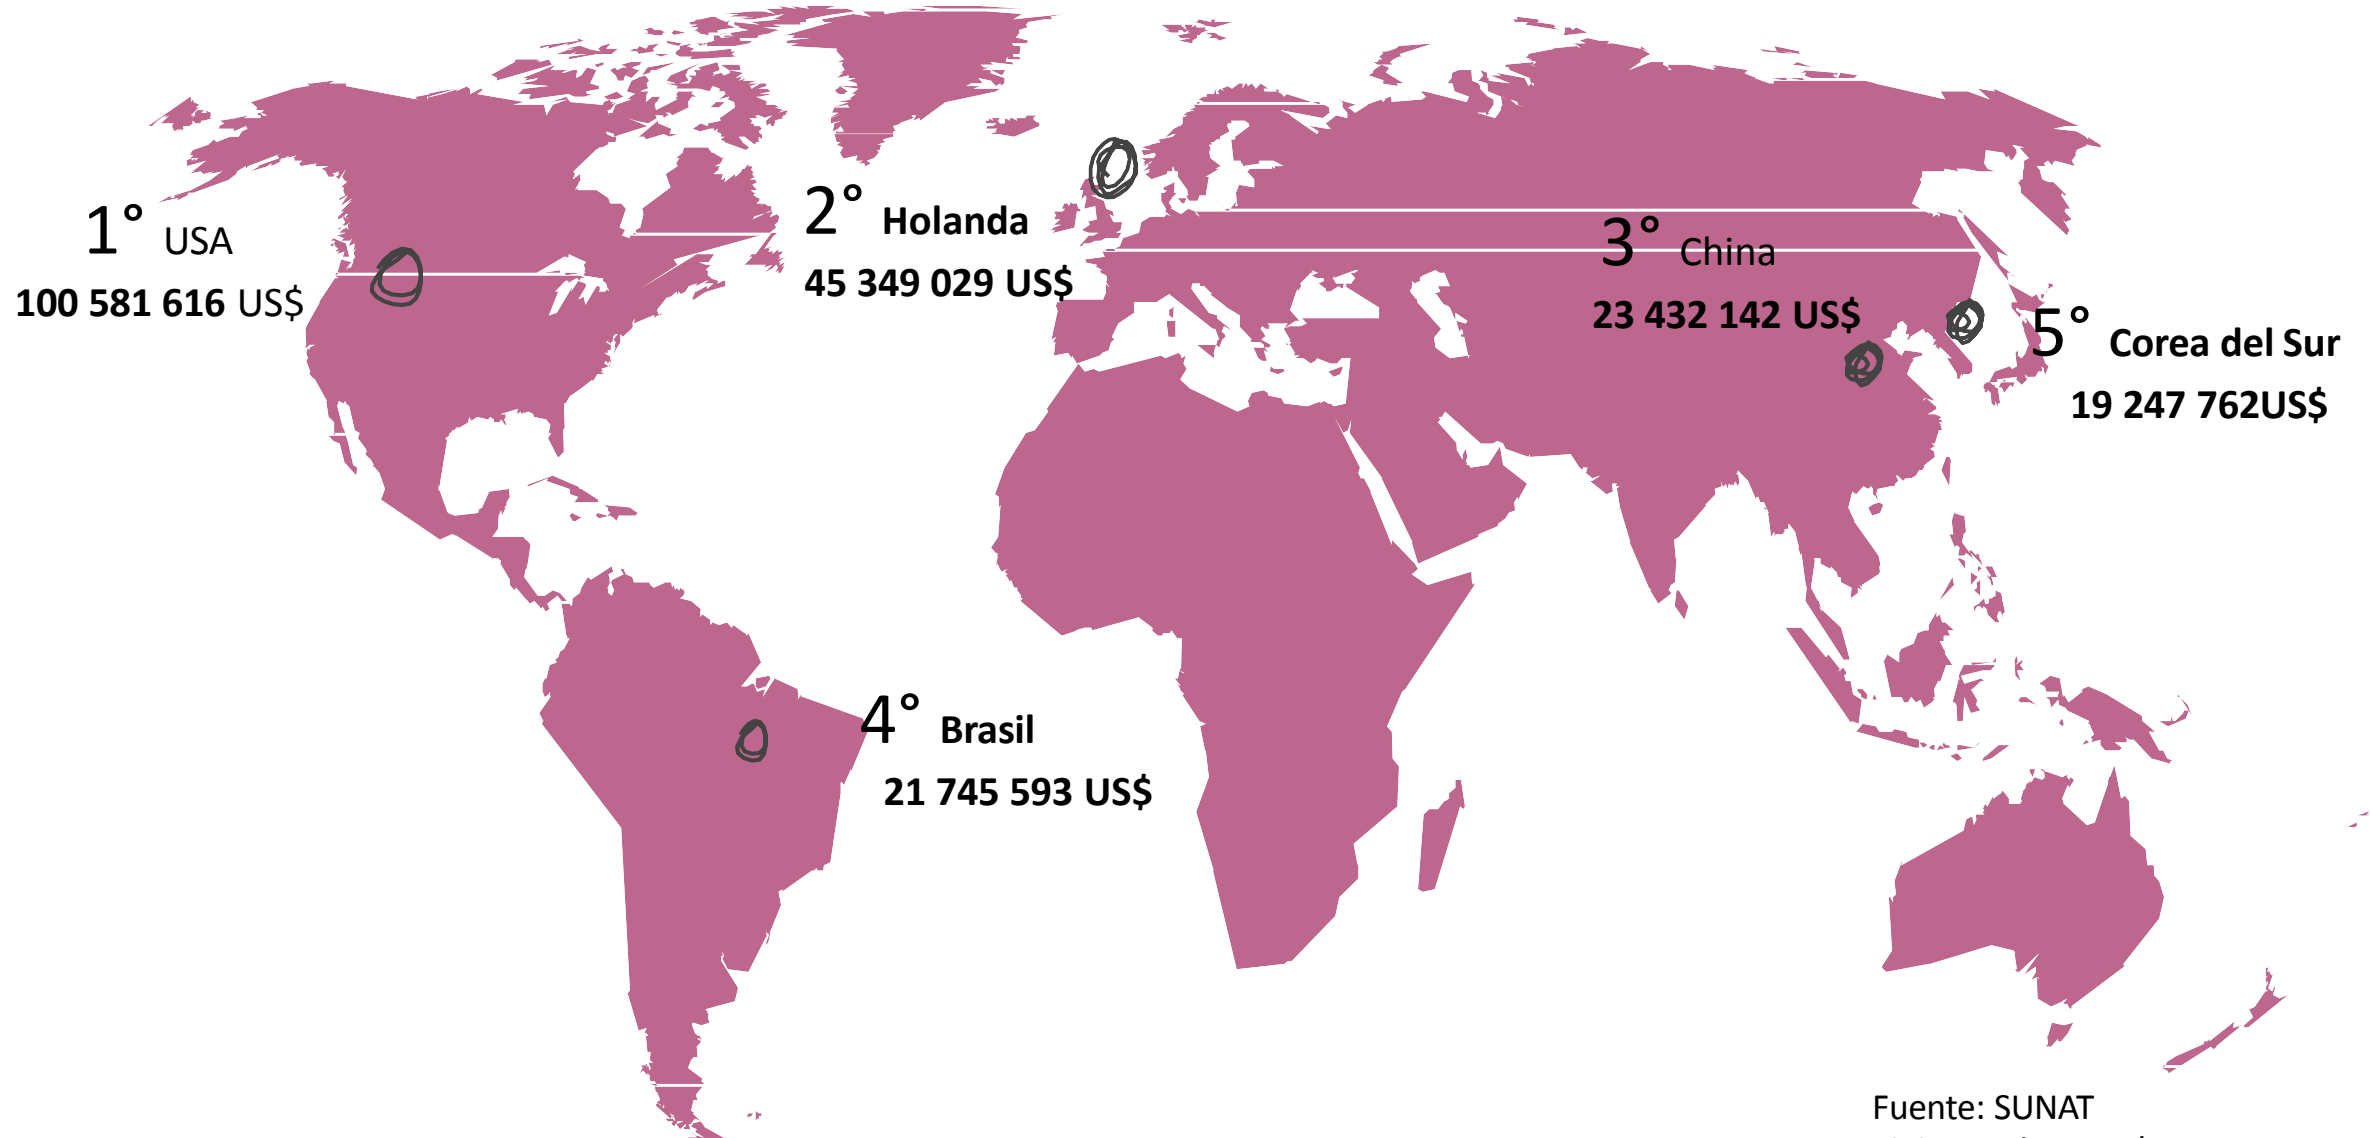 1° USA
100 581 616 US$
2° Holanda
45 349 029 US$
3° China
23 432 142 US$
4° Brasil
21 745 593 US$
5° Corea del Sur
19 247 762US$
Fuente: SUNAT